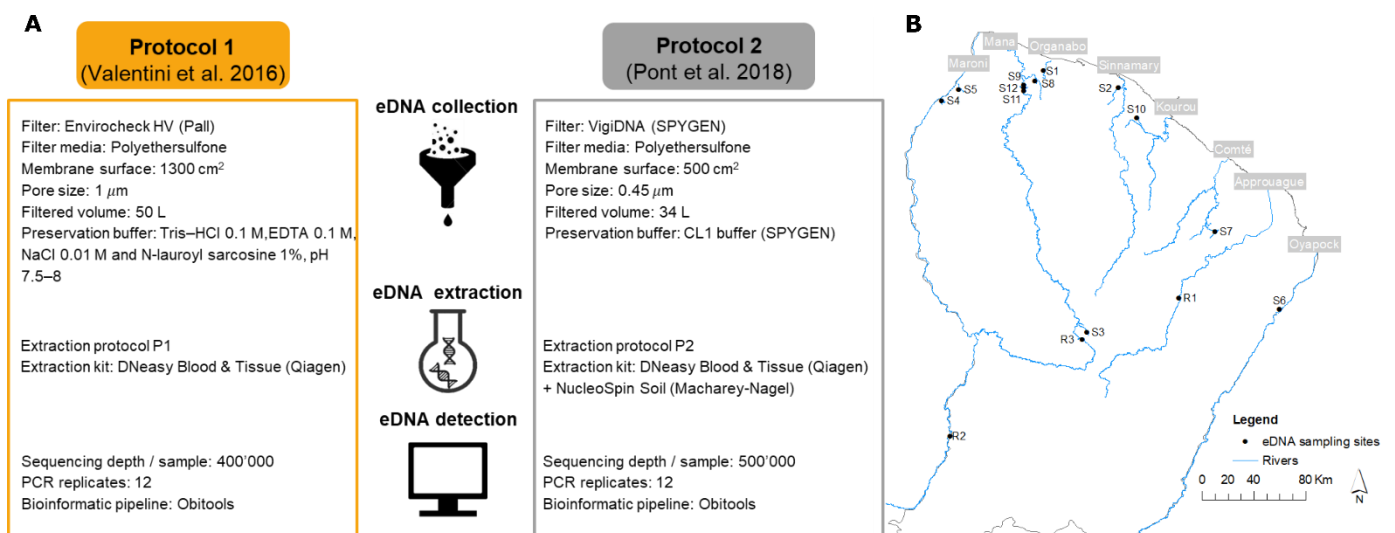 A
Protocol 1
(Valentini et al. 2016)
Filter: Envirocheck HV (Pall)
Filter media: Polyethersulfone
Membrane surface: 1300 cm²
Pore size: 1 μm
Filtered volume: 50 L
Preservation buffer: Tris–HCl 0.1 M,EDTA 0.1 M,
NaCl 0.01 M and N-lauroyl sarcosine 1%, pH
7.5–8
Extraction protocol P1
Extraction kit: DNeasy Blood & Tissue (Qiagen)
Sequencing depth / sample: 400'000
PCR replicates: 12
Bioinformatic pipeline: Obitools
eDNA collection
eDNA extraction
eDNA detection
Protocol 2
(Pont et al. 2018)
Filter: VigiDNA (SPYGEN)
Filter media: Polyethersulfone
Membrane surface: 500 cm²
Pore size: 0.45 μm
Filtered volume: 34 L
Preservation buffer: CL1 buffer (SPYGEN)
Extraction protocol P2
Extraction kit: DNeasy Blood & Tissue (Qiagen)
+ NucleoSpin Soil (Macharey-Nagel)
Sequencing depth / sample: 500'000
PCR replicates: 12
Bioinformatic pipeline: Obitools
B
Mana
Organabo
Maroni
Sinnamary
Kourou
Comté
Approuague
Oyapock
S1
S9
S8
S12
S11
S5
S4
S2
S10
S7
R1
S6
S3
R3
R2
Legend
eDNA sampling sites
Rivers
0 20 40 80 Km
N